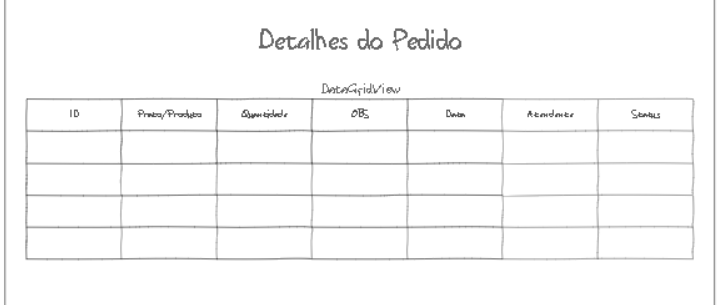 Detalhes do Pedido
DataGridView
ID Prato/Produto Quantidade OBS Data Atendente Status